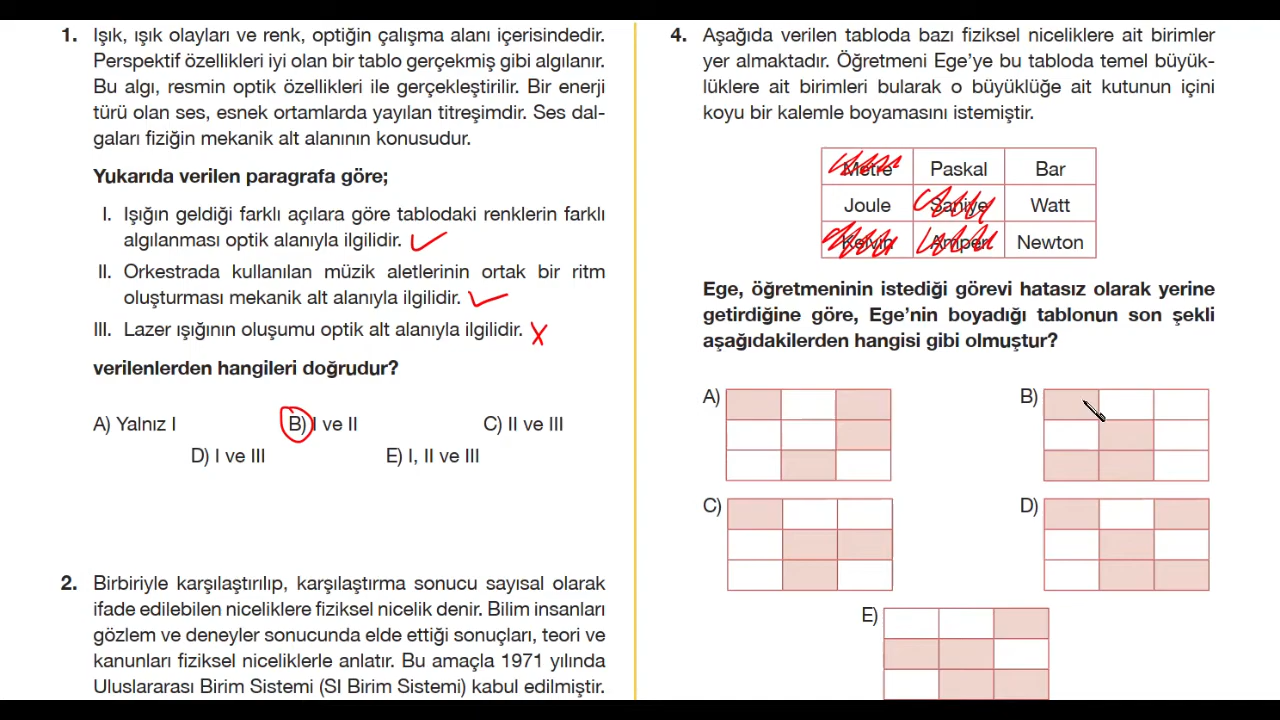 1. Işık, ışık olayları ve renk, optiğin çalışma alanı içerisindedir.
Perspektif özellikleri iyi olan bir tablo gerçekmiş gibi algılanır.
Bu algı, resmin optik özellikleri ile gerçekleştirilir. Bir enerji
türü olan ses, esnek ortamlarda yayılan titreşimdir. Ses dal-
gaları fiziğin mekanik alt alanının konusudur.
Yukarıda verilen paragrafa göre;
I. Işığın geldiği farklı açılara göre tablodaki renklerin farklı
algılanması optik alanıyla ilgilidir.
II. Orkestrada kullanılan müzik aletlerinin ortak bir ritm
oluşturması mekanik alt alanıyla ilgilidir.
III. Lazer ışığının oluşumu optik alt alanıyla ilgilidir.
verilenlerden hangileri doğrudur?
A) Yalnız I B) I ve II C) II ve III
D) I ve III E) I, II ve III
2. Birbiriyle karşılaştırılıp, karşılaştırma sonucu sayısal olarak
ifade edilebilen niceliklere fiziksel nicelik denir. Bilim insanları
gözlem ve deneyler sonucunda elde ettiği sonuçları, teori ve
kanunları fiziksel niceliklerle anlatır. Bu amaçla 1971 yılında
Uluslararası Birim Sistemi (SI Birim Sistemi) kabul edilmiştir.
4. Aşağıda verilen tabloda bazı fiziksel niceliklere ait birimler
yer almaktadır. Öğretmeni Ege’ye bu tabloda temel büyük-
lüklere ait birimleri bularak o büyüklüğe ait kutunun içini
koyu bir kalemle boyamasını istemiştir.
Metre Paskal Bar
Joule Saniye Watt
Kelvin Amper Newton
Ege, öğretmeninin istediği görevi hatasız olarak yerine
getirdiğine göre, Ege’nin boyadığı tablonun son şekli
aşağıdakilerden hangisi gibi olmuştur?
A) B)
C) D)
E)